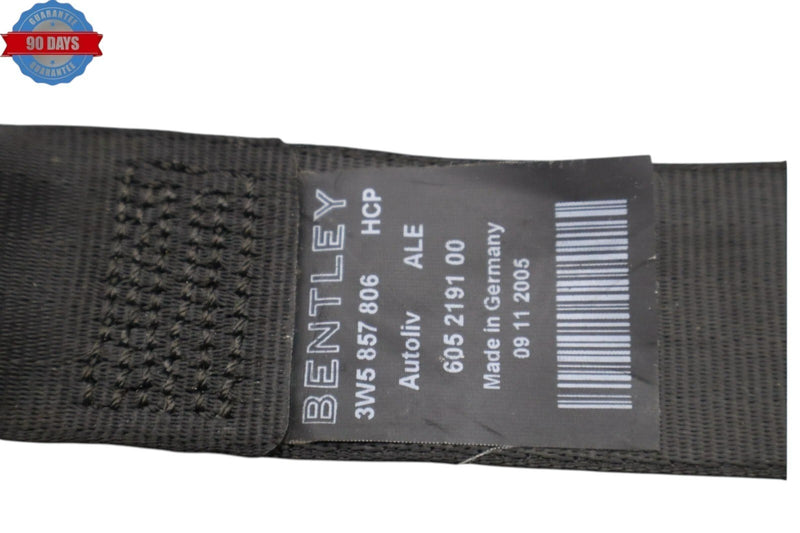 GUARANTEE
90 DAYS
GUARANTEE
BENTLEY
3W5 857 806 HCP
Autoliv ALE
605 2191 00
Made in Germany
09 11 2005